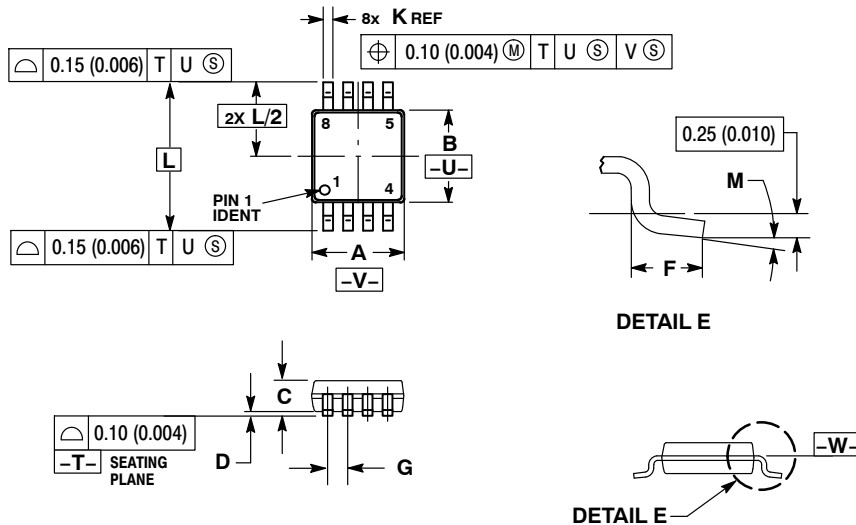 8x K REF
0.15 (0.006) T U Ⓢ
0.10 (0.004) Ⓜ T U Ⓢ V Ⓢ
2X L/2
8 5
B
-U-
L
PIN 1
IDENT
1
4
0.15 (0.006) T U Ⓢ
A
-V-
0.25 (0.010)
M
F
DETAIL E
C
0.10 (0.004)
-T- SEATING
PLANE
D
G
-W-
DETAIL E